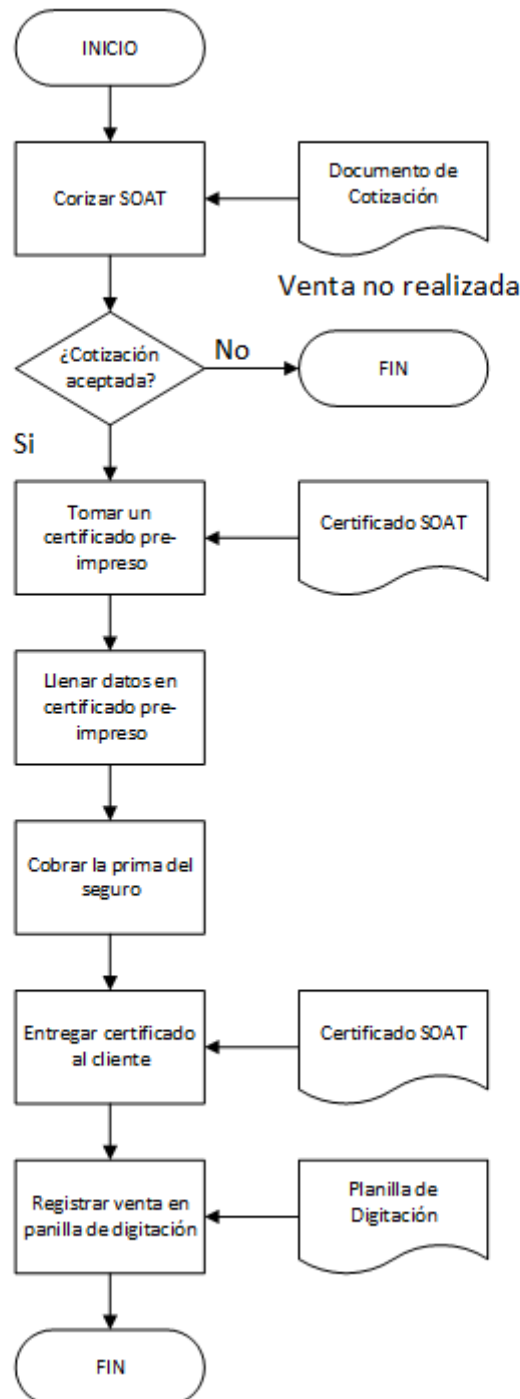 INICIO
Corizar SOAT
Documento de
Cotización
Venta no realizada
¿Cotización
aceptada?
No
FIN
Si
Tomar un
certificado pre-
impreso
Certificado SOAT
Llenar datos en
certificado pre-
impreso
Cobrar la prima del
seguro
Entregar certificado
al cliente
Certificado SOAT
Registrar venta en
panilla de digitación
Planilla de
Digitación
FIN